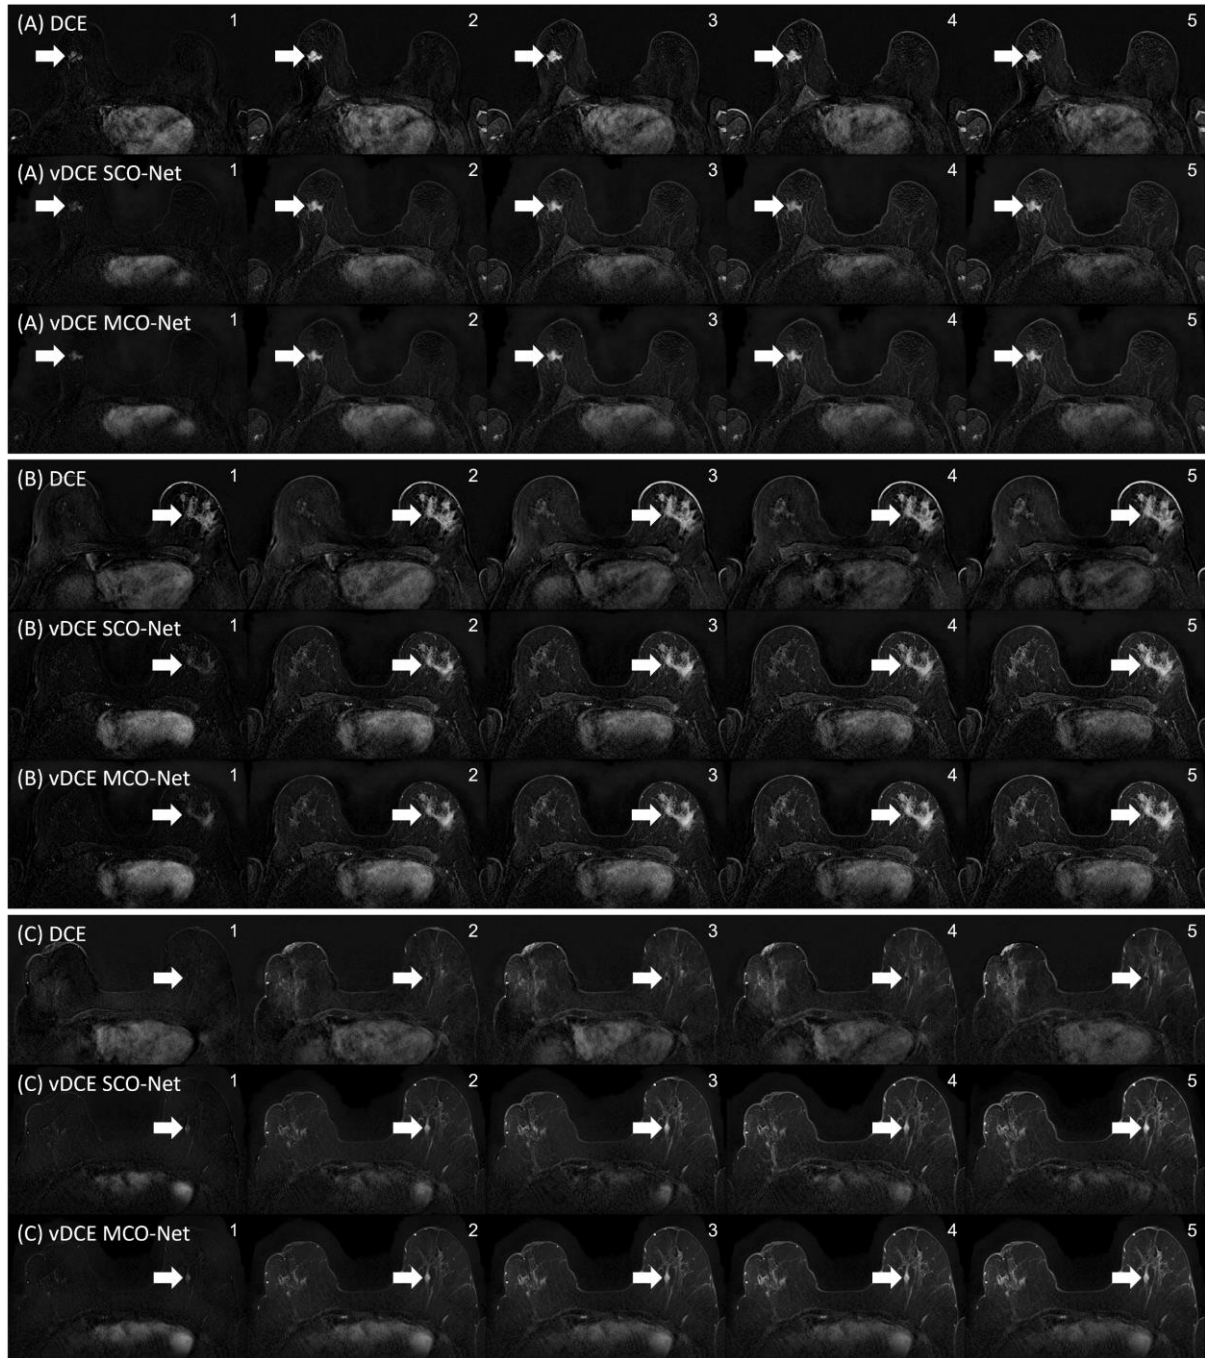 (A) DCE 1 2 3 4 5
(A) vDCE SCO-Net 1 2 3 4 5
(A) vDCE MCO-Net 1 2 3 4 5
(B) DCE 1 2 3 4 5
(B) vDCE SCO-Net 1 2 3 4 5
(B) vDCE MCO-Net 1 2 3 4 5
(C) DCE 1 2 3 4 5
(C) vDCE SCO-Net 1 2 3 4 5
(C) vDCE MCO-Net 1 2 3 4 5